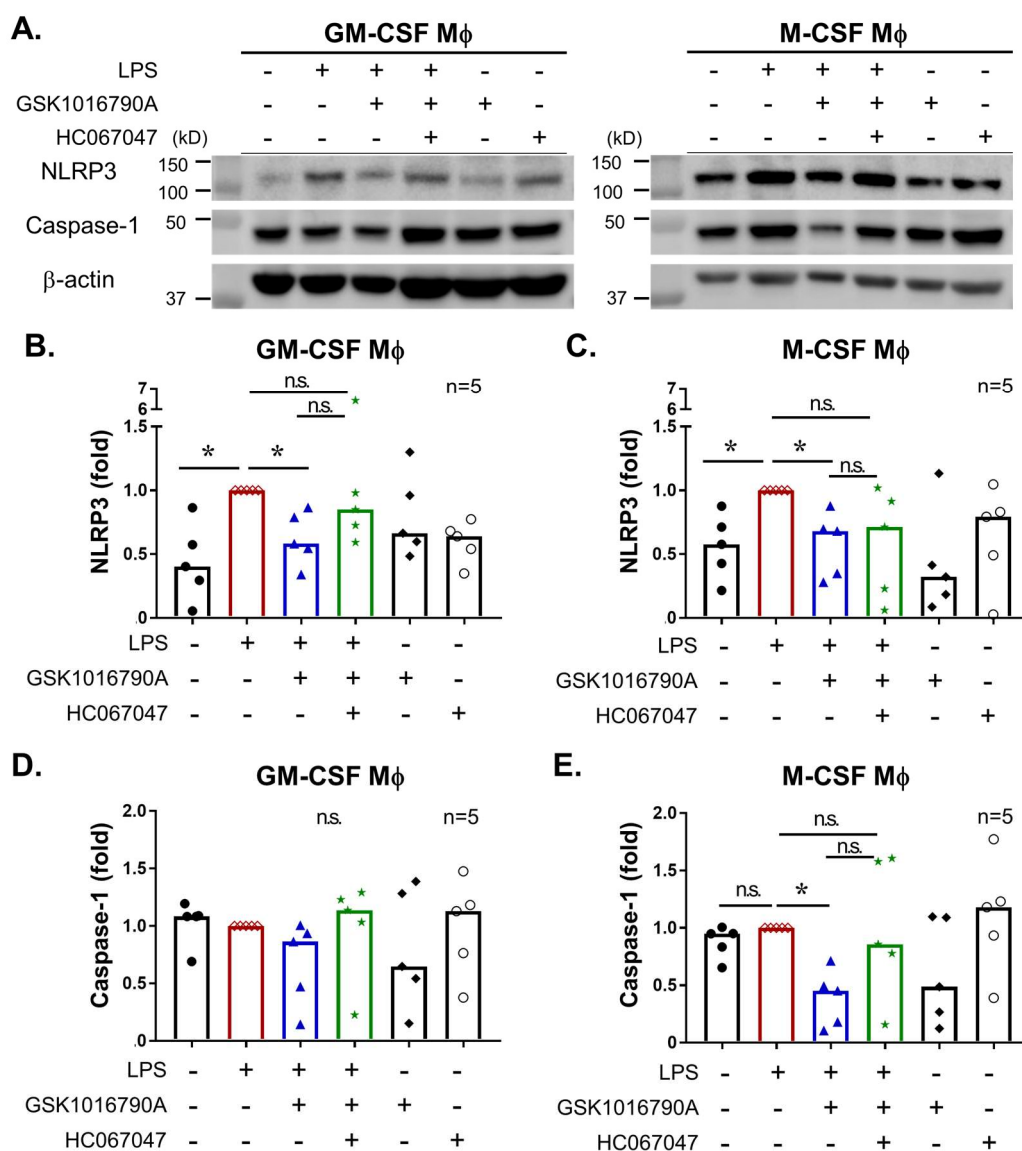 A.
GM-CSF Mϕ M-CSF Mϕ
LPS - + + + - - - + + + - -
GSK1016790A - - + + + - - - + + + -
HC067047 (kD) - - - + - + (kD) - - - + - +
NLRP3 150 150
100 100
Caspase-1 50 50
β-actin
37 37
B. GM-CSF Mϕ C. M-CSF Mϕ
7 n.s. n=5 7 n=5
6 n.s. 6 n.s.
1.5 * * 1.5 * * n.s.
NLRP3 (fold) NLRP3 (fold)
1.0 1.0
0.5 0.5
.0 .0
LPS - + + + - - LPS - + + + - -
GSK1016790A - - + + + - GSK1016790A - - + + + -
HC067047 - - - + - + HC067047 - - - + - +
D. GM-CSF Mϕ E. M-CSF Mϕ
2.0 n.s. n=5 2.0 n.s. n=5
n.s.
1.5 1.5
n.s. *
Caspase-1 (fold) Caspase-1 (fold)
1.0 1.0
0.5 0.5
.0 .0
LPS - + + + - - LPS - + + + - -
GSK1016790A - - + + + - GSK1016790A - - + + + -
HC067047 - - - + - + HC067047 - - - + - +